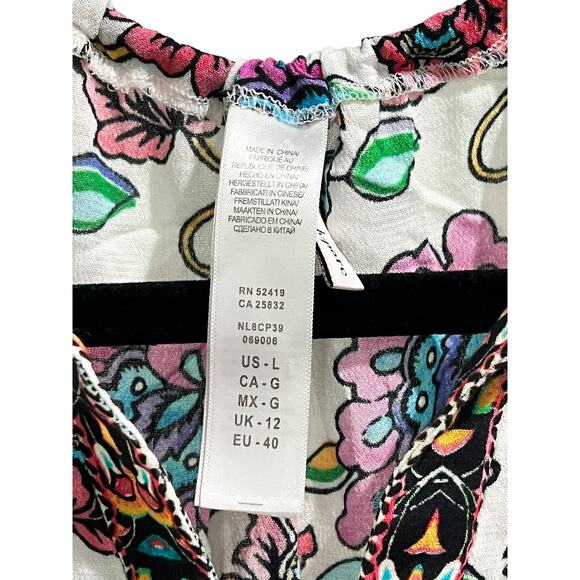 MADE IN CHINA/
FABRIQUÉ AU
REPUBLIQUE DE CHINE/
HECHO EN CHINA/
HERGESTELLT IN CHINA/
FABBRICATI IN CINESE/
FREMSTILLATI KINA/
MAAKTEN IN CHINA/
FABRICADO EM CHINA/
СДЕЛАНО В КИТАЙ
RN 52419
CA 25832
NL8CP39
069006
US - L
CA - G
MX - G
UK - 12
EU - 40